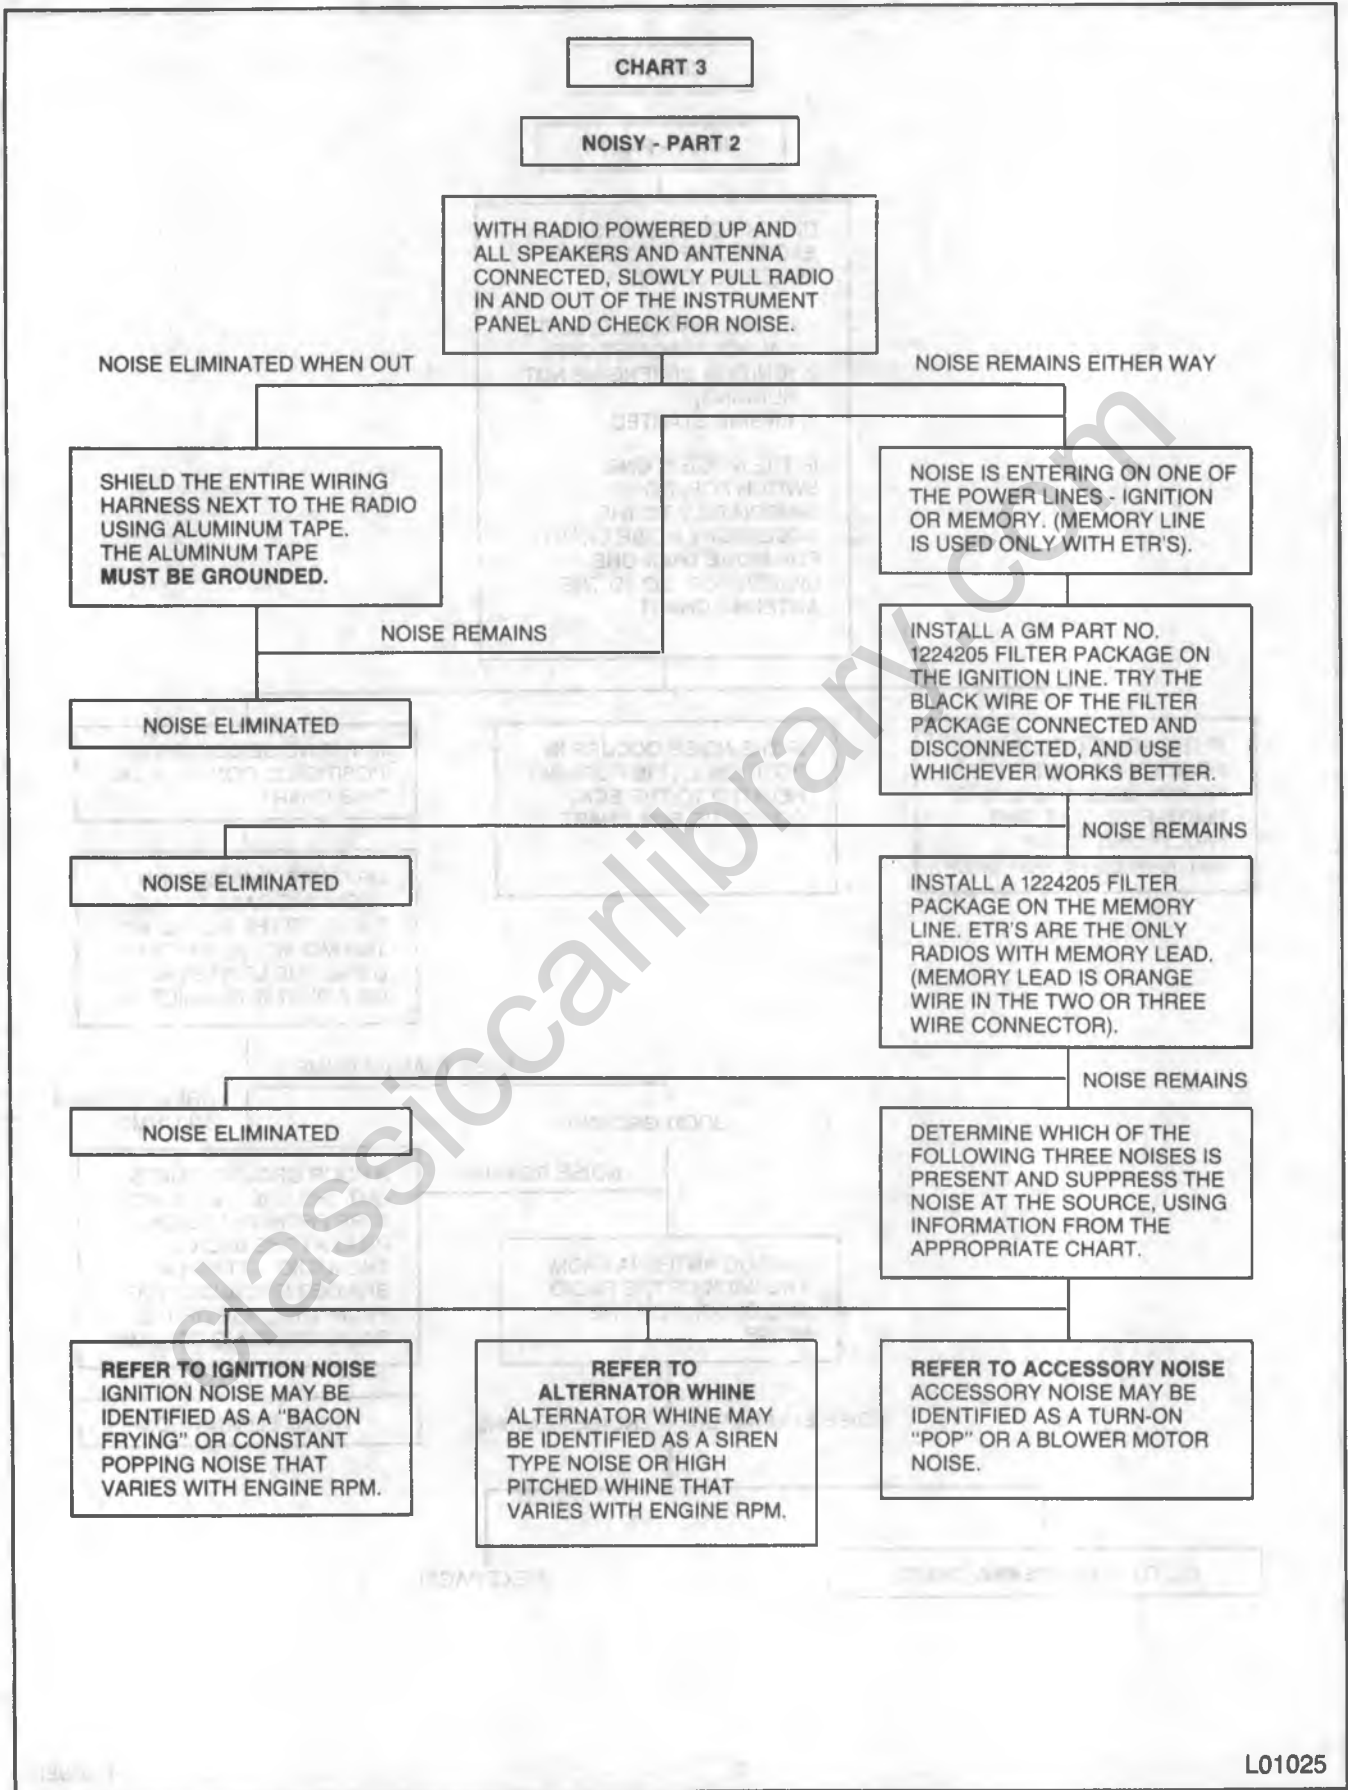 CHART 3
NOISY - PART 2
WITH RADIO POWERED UP AND
ALL SPEAKERS AND ANTENNA
CONNECTED, SLOWLY PULL RADIO
IN AND OUT OF THE INSTRUMENT
PANEL AND CHECK FOR NOISE.
NOISE ELIMINATED WHEN OUT
NOISE REMAINS EITHER WAY
SHIELD THE ENTIRE WIRING
HARNESS NEXT TO THE RADIO
USING ALUMINUM TAPE.
THE ALUMINUM TAPE
MUST BE GROUNDED.
NOISE IS ENTERING ON ONE OF
THE POWER LINES - IGNITION
OR MEMORY. (MEMORY LINE
IS USED ONLY WITH ETR'S).
NOISE REMAINS
INSTALL A GM PART NO.
1224205 FILTER PACKAGE ON
THE IGNITION LINE. TRY THE
BLACK WIRE OF THE FILTER
PACKAGE CONNECTED AND
DISCONNECTED, AND USE
WHICHEVER WORKS BETTER.
NOISE ELIMINATED
NOISE REMAINS
NOISE ELIMINATED
INSTALL A 1224205 FILTER
PACKAGE ON THE MEMORY
LINE. ETR'S ARE THE ONLY
RADIOS WITH MEMORY LEAD.
(MEMORY LEAD IS ORANGE
WIRE IN THE TWO OR THREE
WIRE CONNECTOR).
NOISE REMAINS
NOISE ELIMINATED
DETERMINE WHICH OF THE
FOLLOWING THREE NOISES IS
PRESENT AND SUPPRESS THE
NOISE AT THE SOURCE, USING
INFORMATION FROM THE
APPROPRIATE CHART.
REFER TO IGNITION NOISE
IGNITION NOISE MAY BE
IDENTIFIED AS A "BACON
FRYING" OR CONSTANT
POPPING NOISE THAT
VARIES WITH ENGINE RPM.
REFER TO
ALTERNATOR WHINE
ALTERNATOR WHINE MAY
BE IDENTIFIED AS A SIREN
TYPE NOISE OR HIGH
PITCHED WHINE THAT
VARIES WITH ENGINE RPM.
REFER TO ACCESSORY NOISE
ACCESSORY NOISE MAY BE
IDENTIFIED AS A TURN-ON
"POP" OR A BLOWER MOTOR
NOISE.
L01025
classiccarlibrary.com